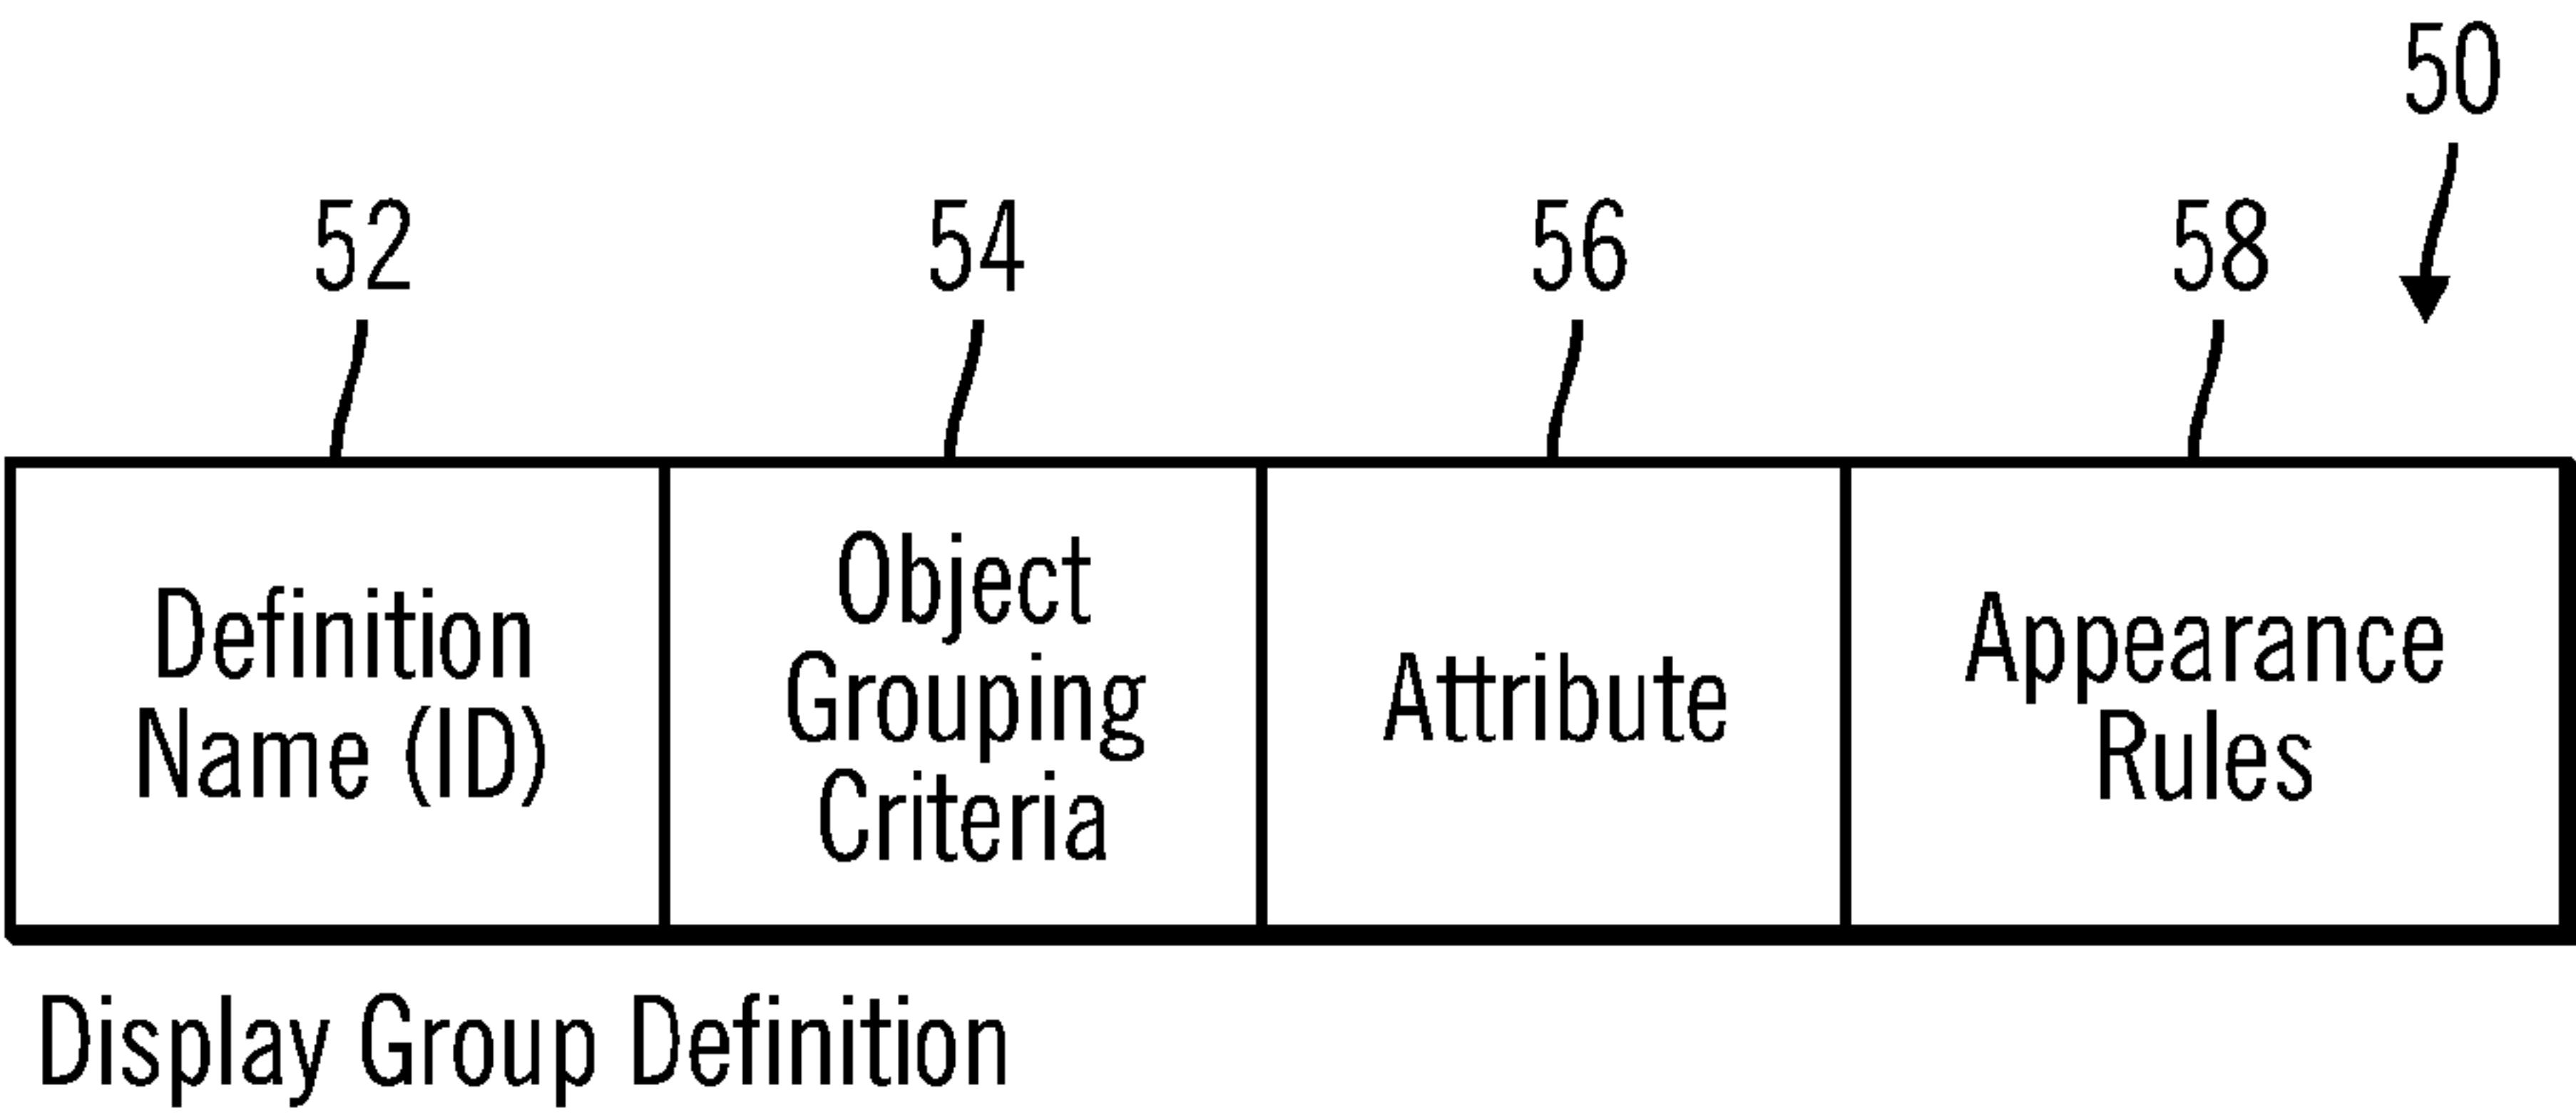 50
52
54
56
58
Definition
Name (ID)
Object
Grouping
Criteria
Attribute
Appearance
Rules
Display Group Definition